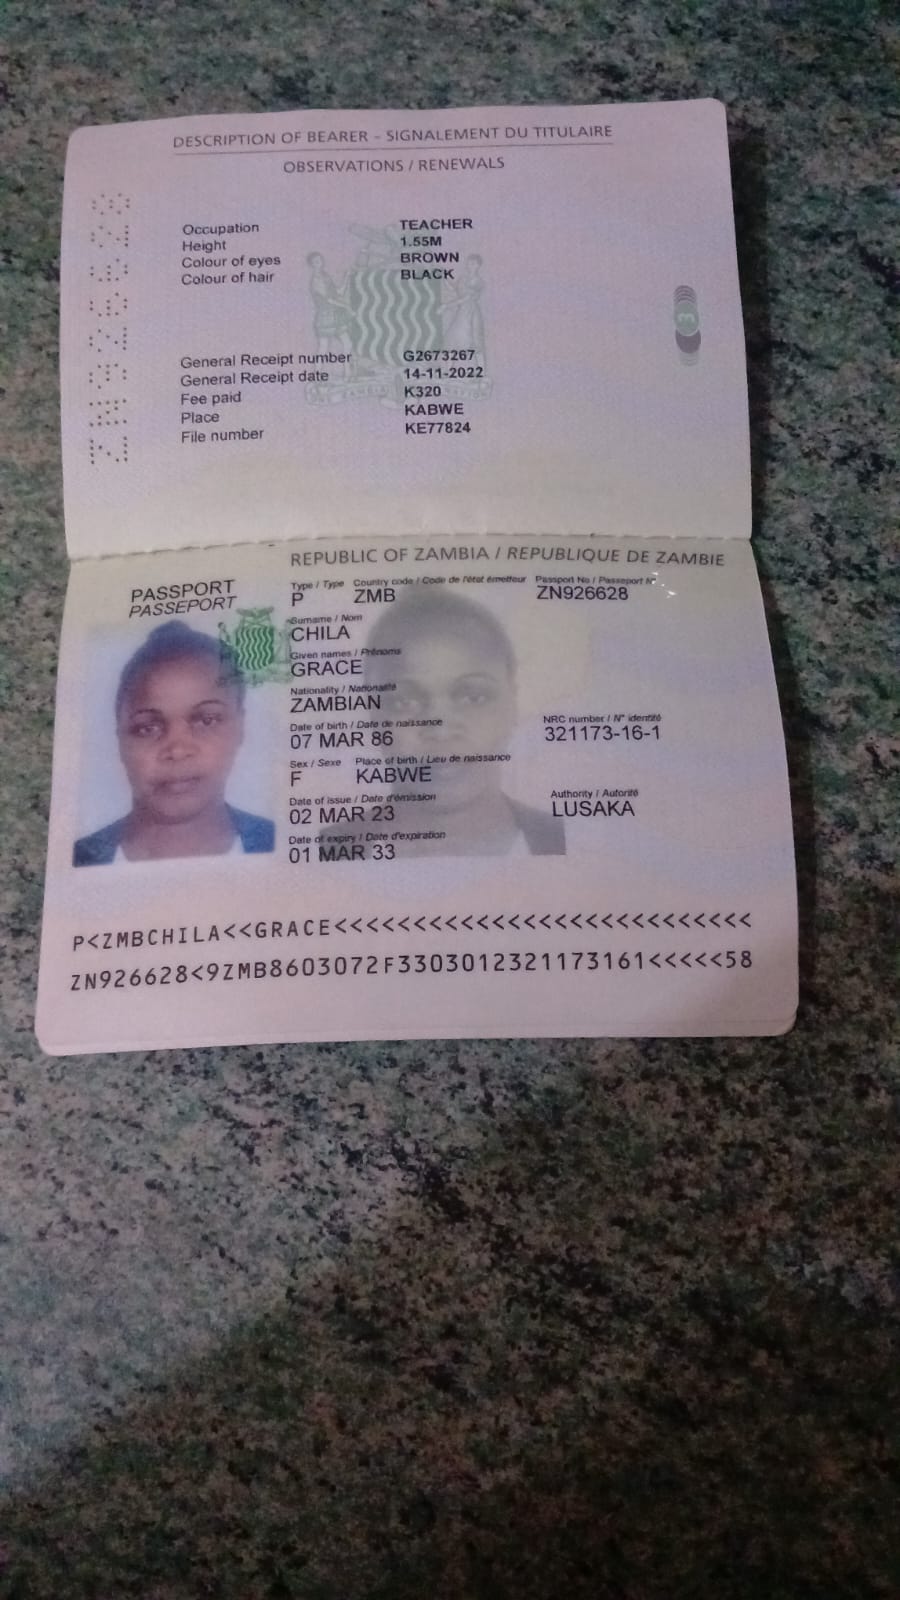 DESCRIPTION OF BEARER – SIGNALEMENT DU TITULAIRE
OBSERVATIONS / RENEWALS
Occupation TEACHER
Height 1.55M
Colour of eyes BROWN
Colour of hair BLACK
General Receipt number G2673267
General Receipt date 14-11-2022
Fee paid K320
Place KABWE
File number KE77824
3
REPUBLIC OF ZAMBIA / REPUBLIQUE DE ZAMBIE
PASSPORT
PASSEPORT
Type / Type Country code / Code de l'état émetteur Passport No / Passeport N°
P ZMB ZN926628
Surname / Nom
CHILA
Given names / Prénoms
GRACE
Nationality / Nationalité
ZAMBIAN
Date of birth / Date de naissance NRC number / N° identité
07 MAR 86 321173-16-1
Sex / Sexe Place of birth / Lieu de naissance
F KABWE
Date of issue / Date d'émission Authority / Autorité
02 MAR 23 LUSAKA
Date of expiry / Date d'expiration
01 MAR 33
P<ZMBCHILA<<GRACE<<<<<<<<<<<<<<<<<<<<<<<<<<<
ZN926628<9ZMB8603072F3303012321173161<<<<<58